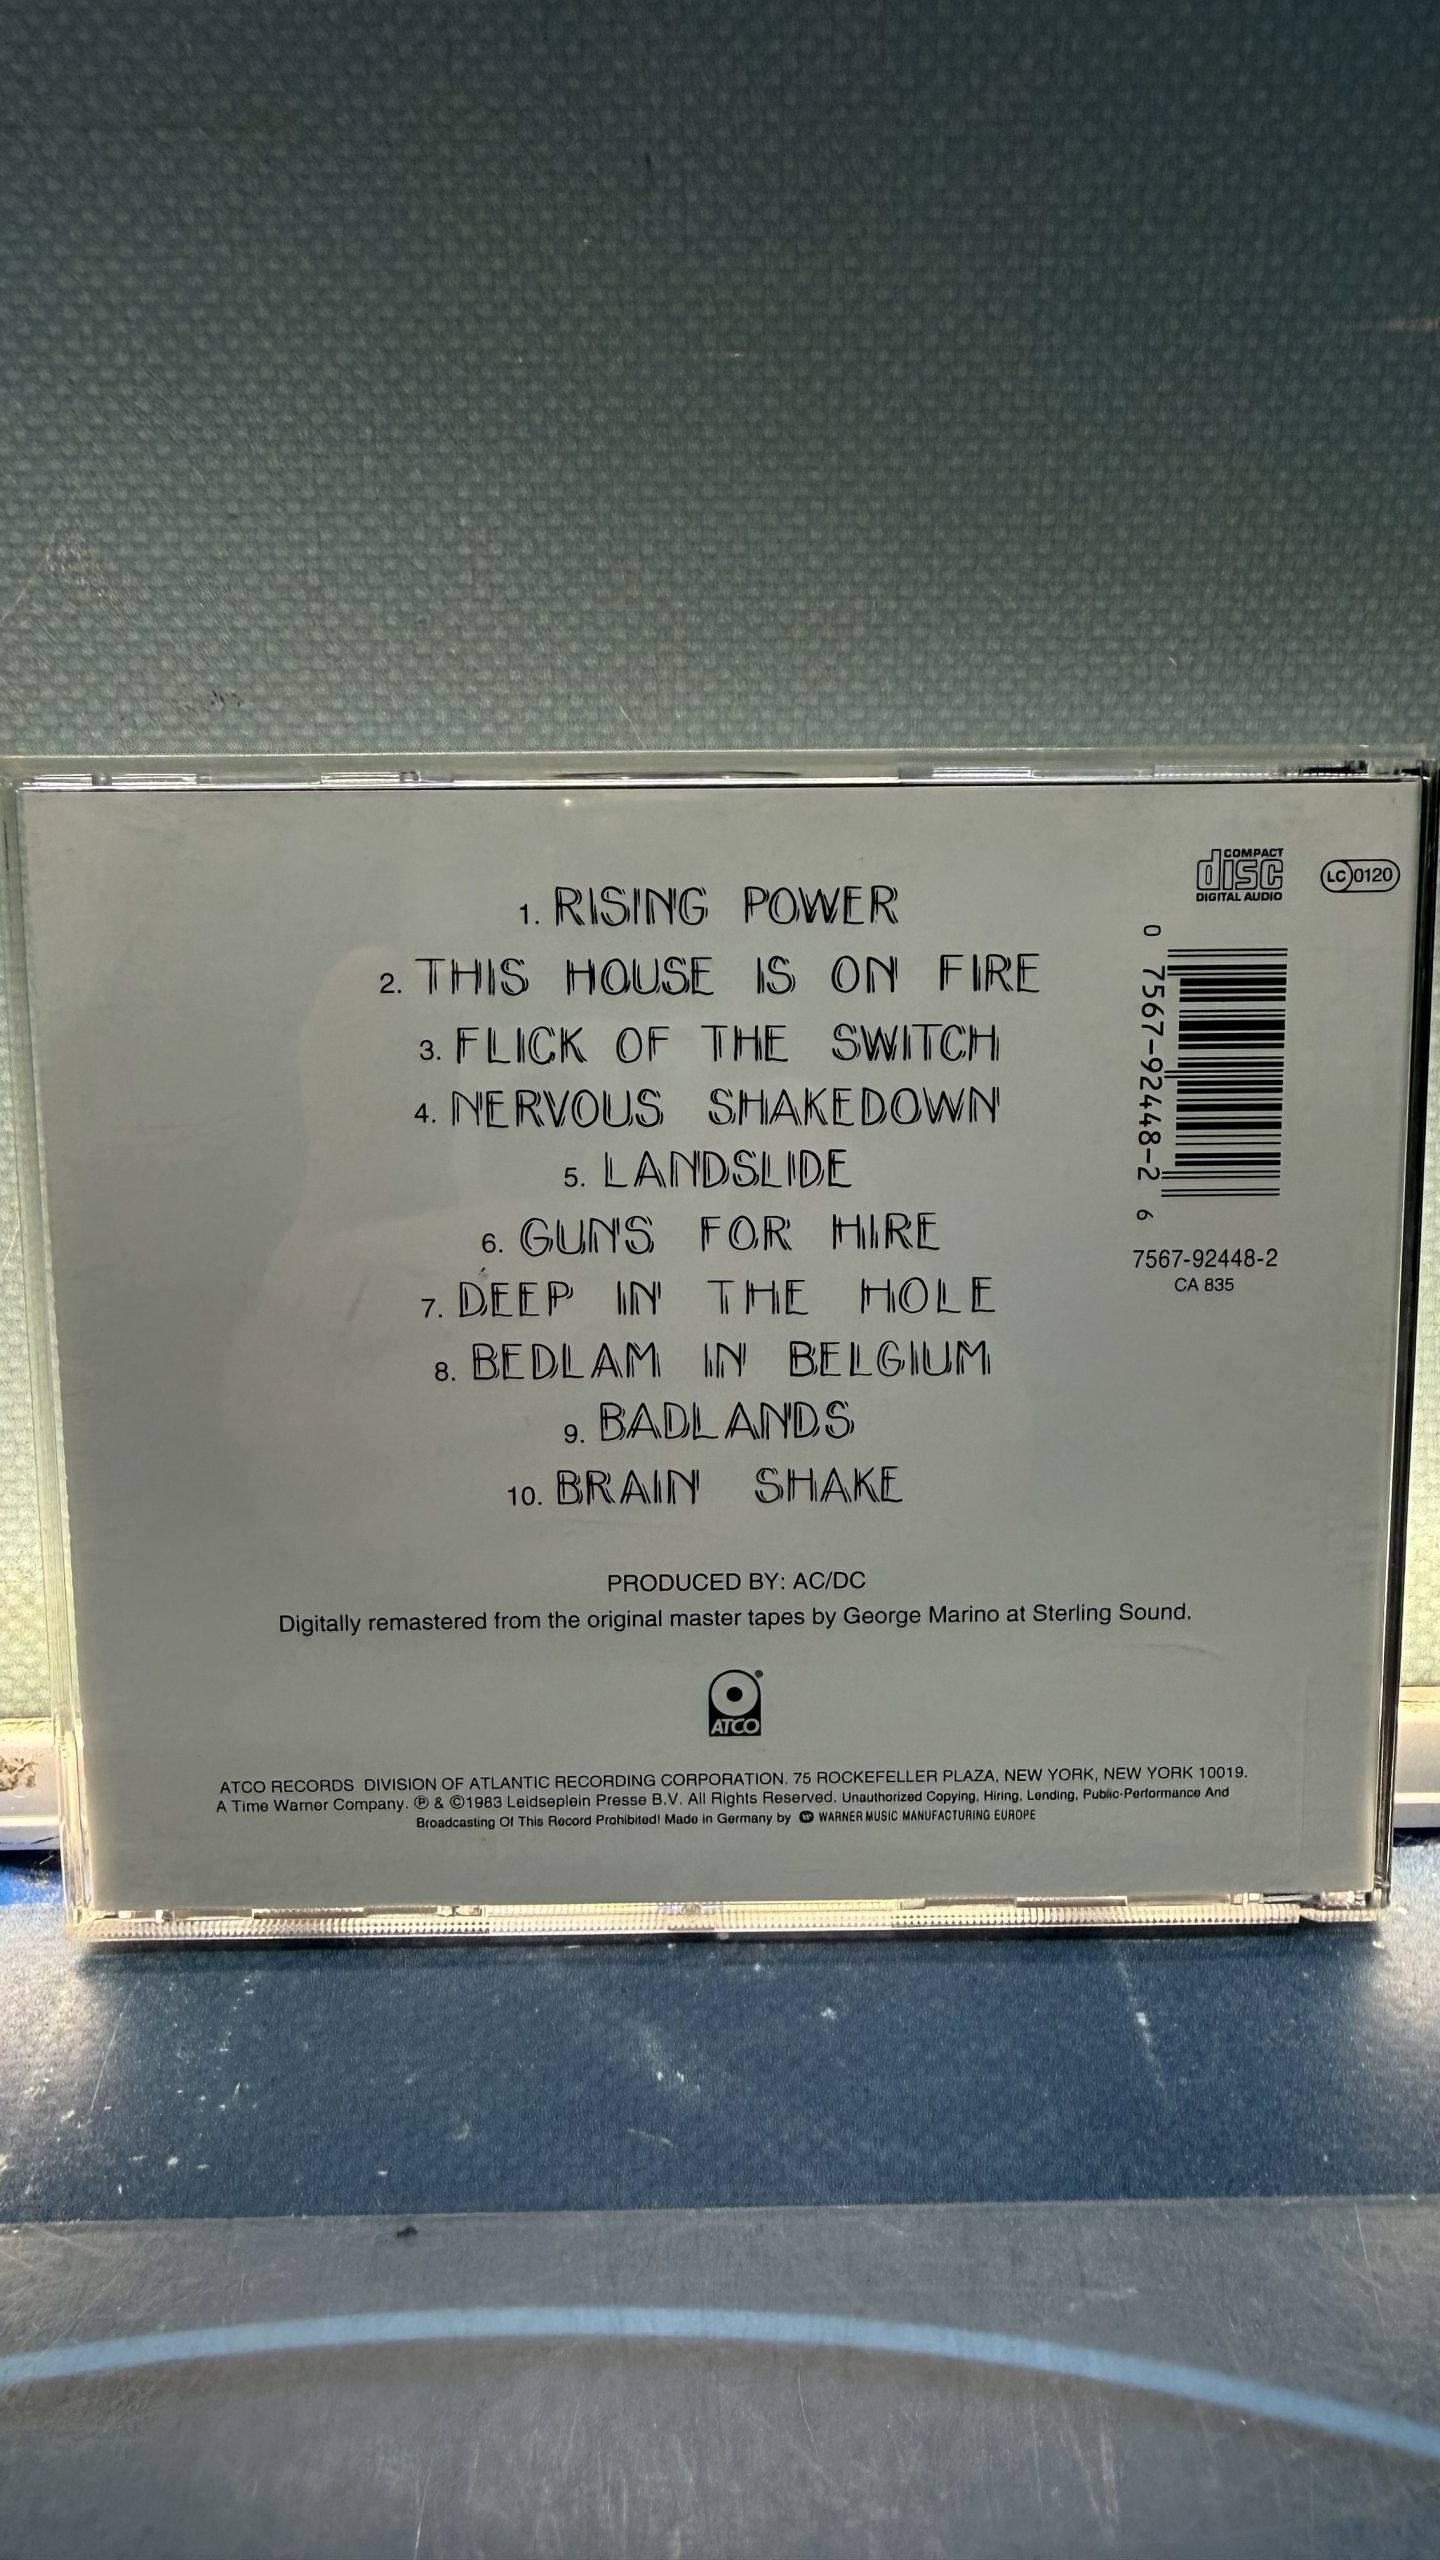 COMPACT
disc
DIGITAL AUDIO
LC 0120
1. RISING POWER
2. THIS HOUSE IS ON FIRE
3. FLICK OF THE SWITCH
4. NERVOUS SHAKEDOWN
5. LANDSLIDE
6. GUNS FOR HIRE
7. DEEP IN THE HOLE
8. BEDLAM IN BELGIUM
9. BADLANDS
10. BRAIN SHAKE
0 7567-92448-2 6
7567-92448-2
CA 835
PRODUCED BY: AC/DC
Digitally remastered from the original master tapes by George Marino at Sterling Sound.
ATCO ®
ATCO RECORDS DIVISION OF ATLANTIC RECORDING CORPORATION. 75 ROCKEFELLER PLAZA, NEW YORK, NEW YORK 10019.
A Time Warner Company. ℗ & ©1983 Leidseplein Presse B.V. All Rights Reserved. Unauthorized Copying, Hiring, Lending, Public-Performance And
Broadcasting Of This Record Prohibited! Made in Germany by WARNER MUSIC MANUFACTURING EUROPE